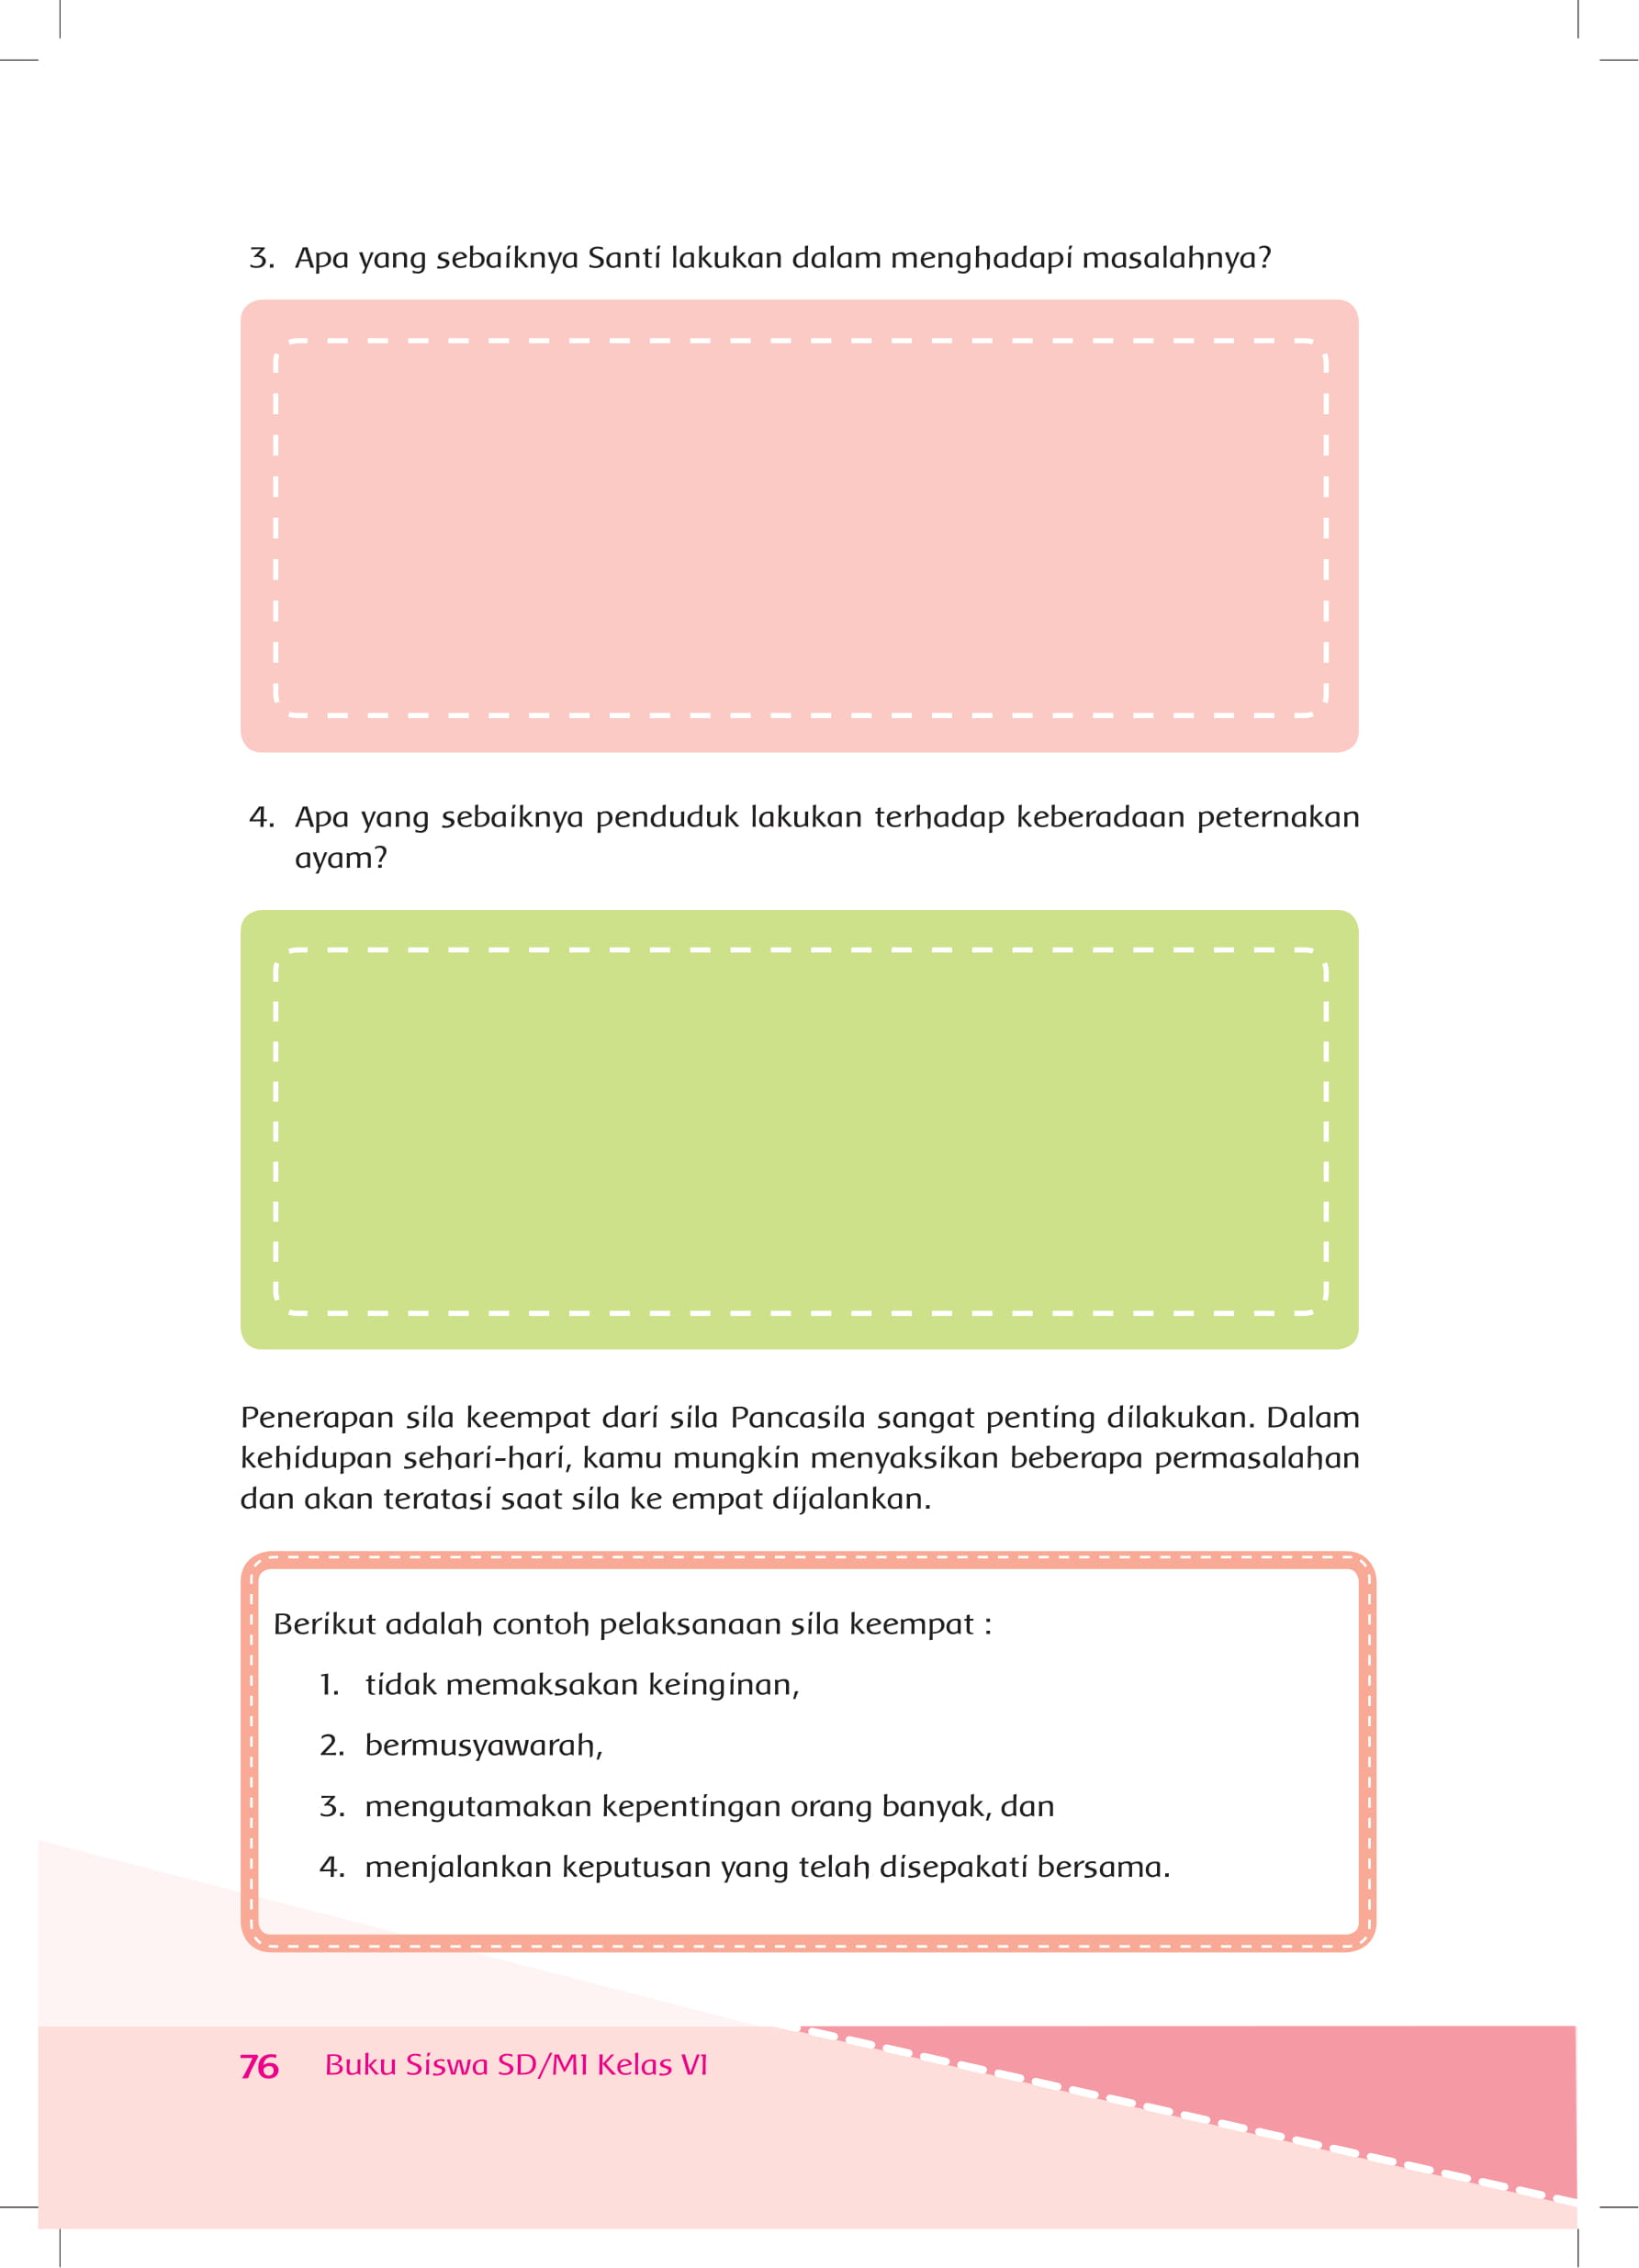 3. Apa yang sebaiknya Santi lakukan dalam menghadapi masalahnya?
4. Apa yang sebaiknya penduduk lakukan terhadap keberadaan peternakan
ayam?
Penerapan sila keempat dari sila Pancasila sangat penting dilakukan. Dalam
kehidupan sehari-hari, kamu mungkin menyaksikan beberapa permasalahan
dan akan teratasi saat sila ke empat dijalankan.
Berikut adalah contoh pelaksanaan sila keempat :
1. tidak memaksakan keinginan,
2. bermusyawarah,
3. mengutamakan kepentingan orang banyak, dan
4. menjalankan keputusan yang telah disepakati bersama.
76 Buku Siswa SD/MI Kelas VI